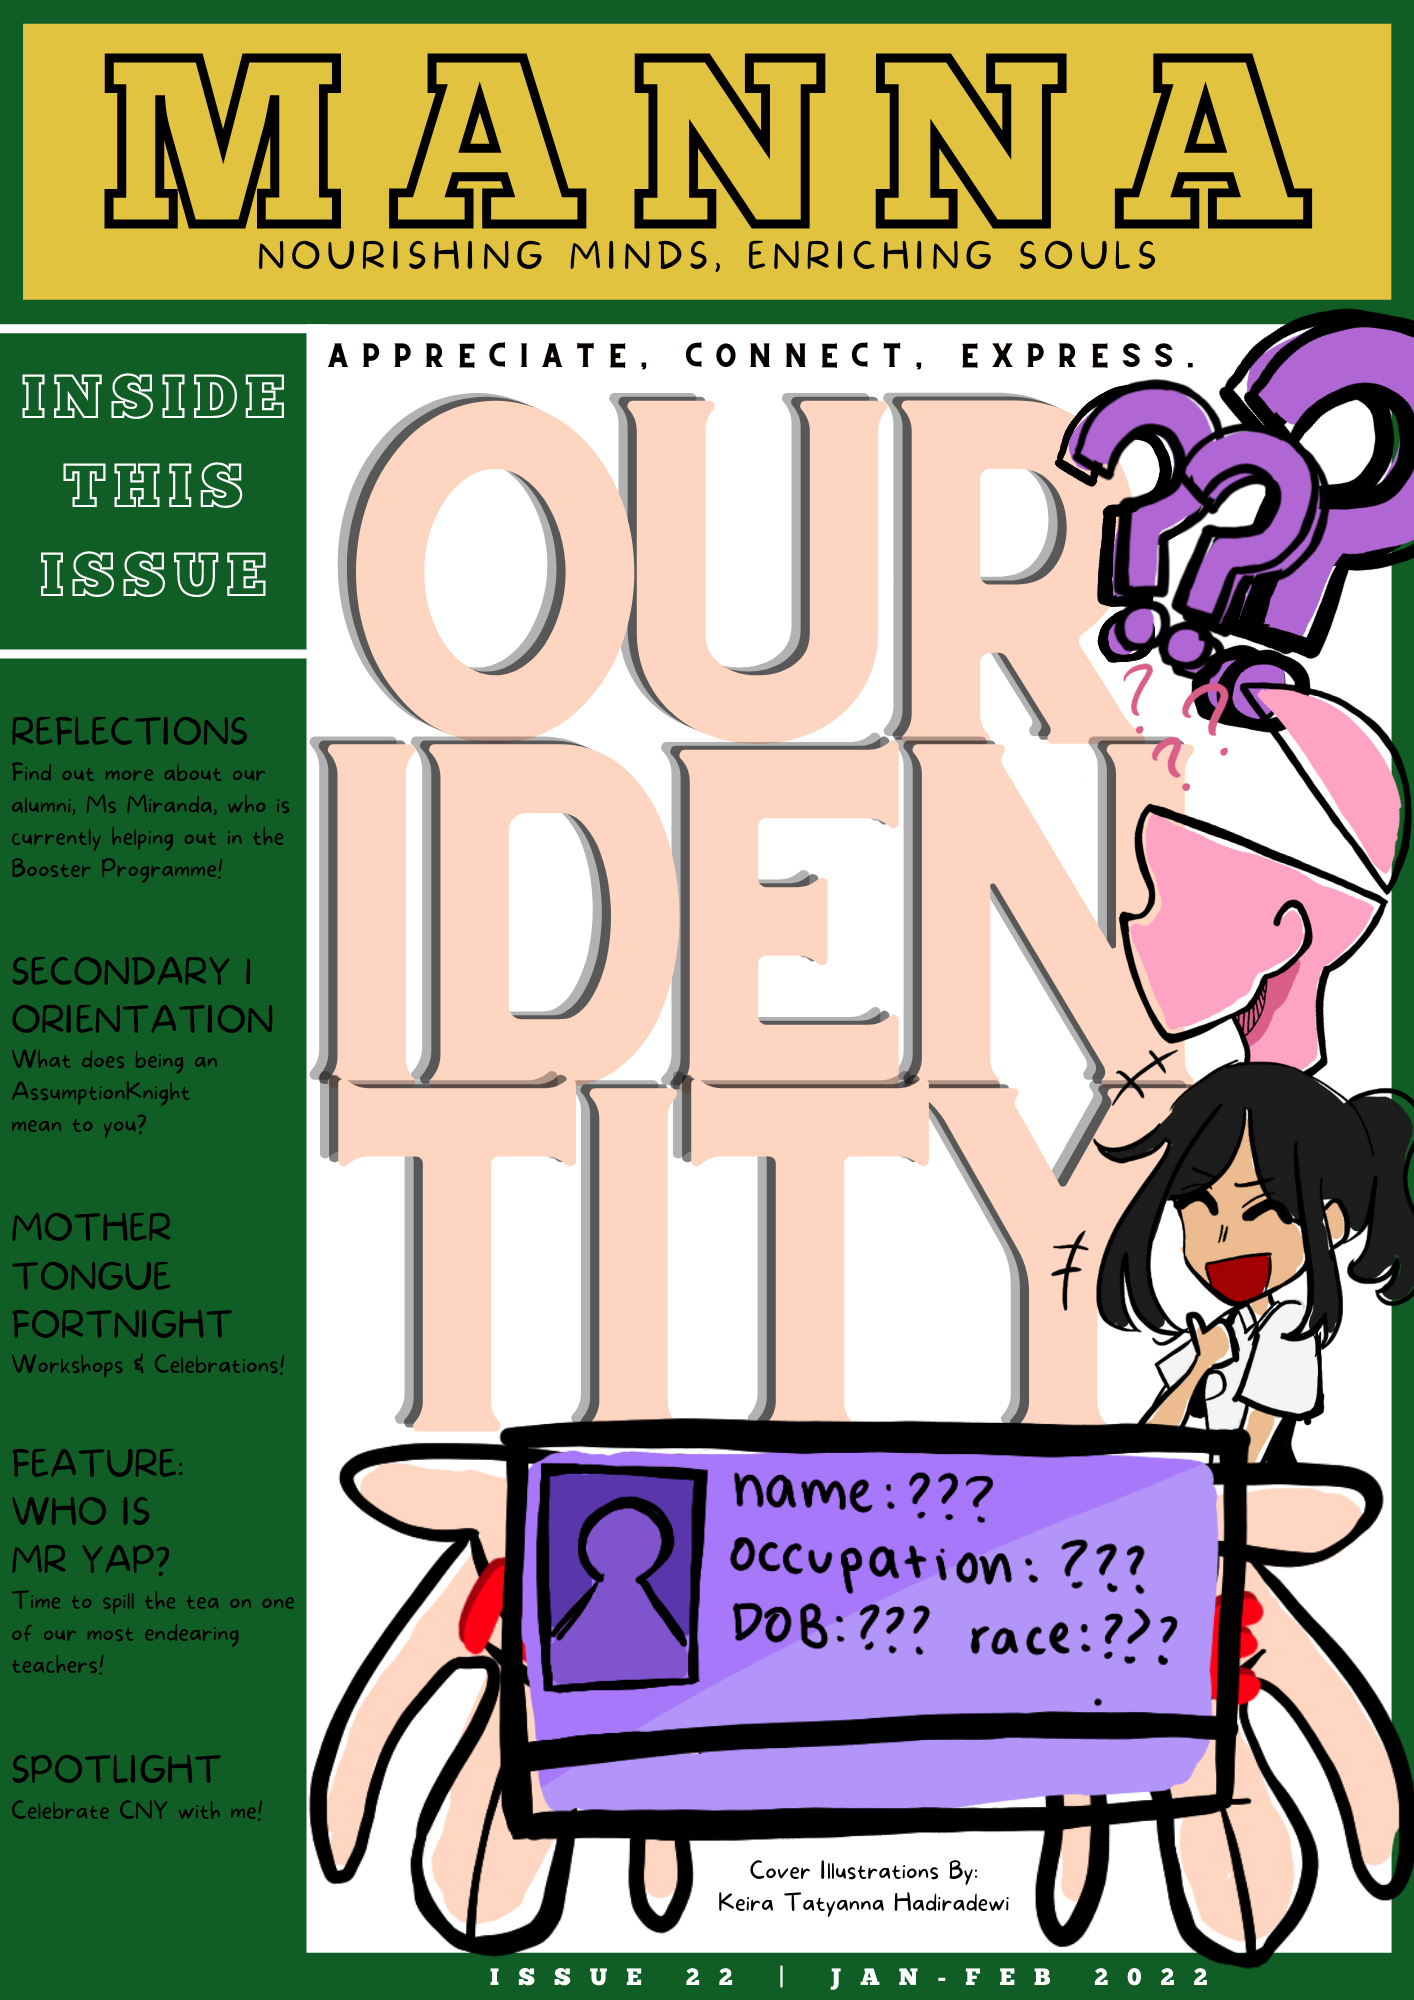 MANNA
NOURISHING MINDS, ENRICHING SOULS
INSIDE
THIS
ISSUE
REFLECTIONS
Find out more about our
alumni, Ms Miranda, who is
currently helping out in the
Booster Programme!
SECONDARY 1
ORIENTATION
What does being an
AssumptionKnight
mean to you?
MOTHER
TONGUE
FORTNIGHT
Workshops & Celebrations!
FEATURE:
WHO IS
MR YAP?
Time to spill the tea on one
of our most endearing
teachers!
SPOTLIGHT
Celebrate CNY with me!
APPRECIATE, CONNECT, EXPRESS.
OUR
IDEN
TITY
???
???
name:???
occupation: ???
DOB:??? race:???
Cover Illustrations By:
Keira Tatyanna Hadiradewi
ISSUE 22 | JAN-FEB 2022